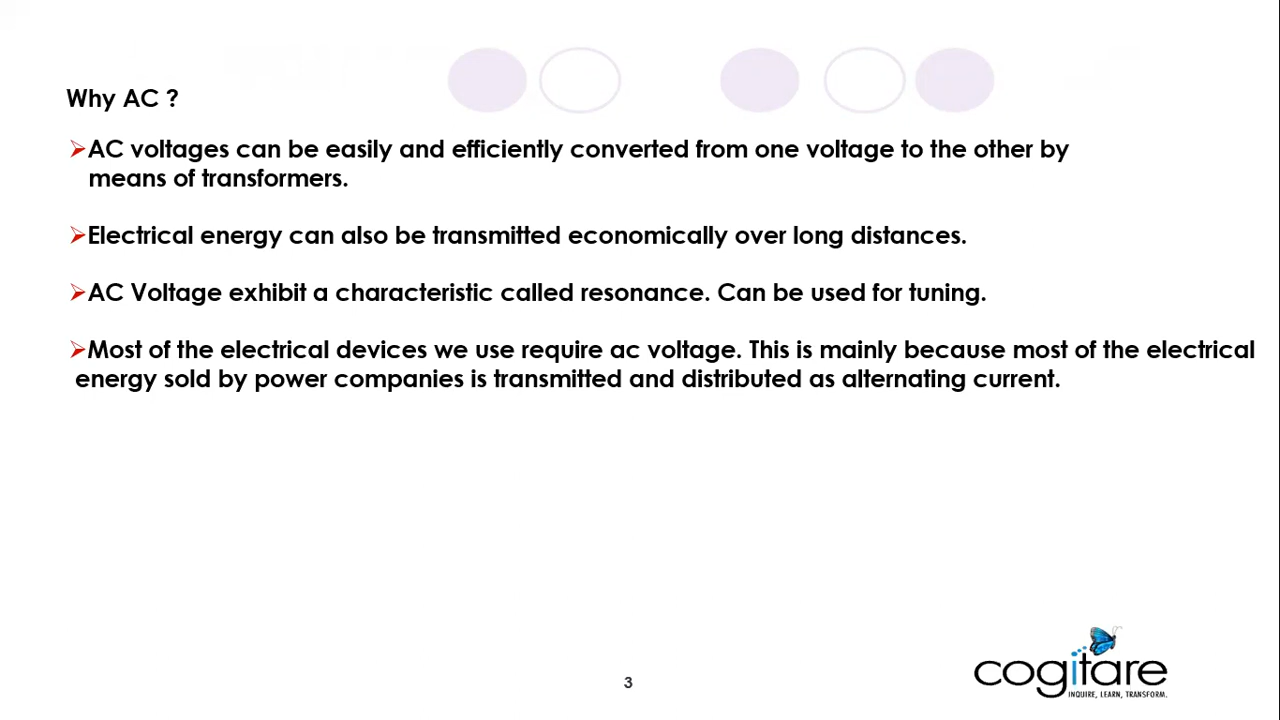 Why AC ?
➢AC voltages can be easily and efficiently converted from one voltage to the other by
means of transformers.
➢Electrical energy can also be transmitted economically over long distances.
➢AC Voltage exhibit a characteristic called resonance. Can be used for tuning.
➢Most of the electrical devices we use require ac voltage. This is mainly because most of the electrical
energy sold by power companies is transmitted and distributed as alternating current.
3
cogitare
INQUIRE, LEARN, TRANSFORM.